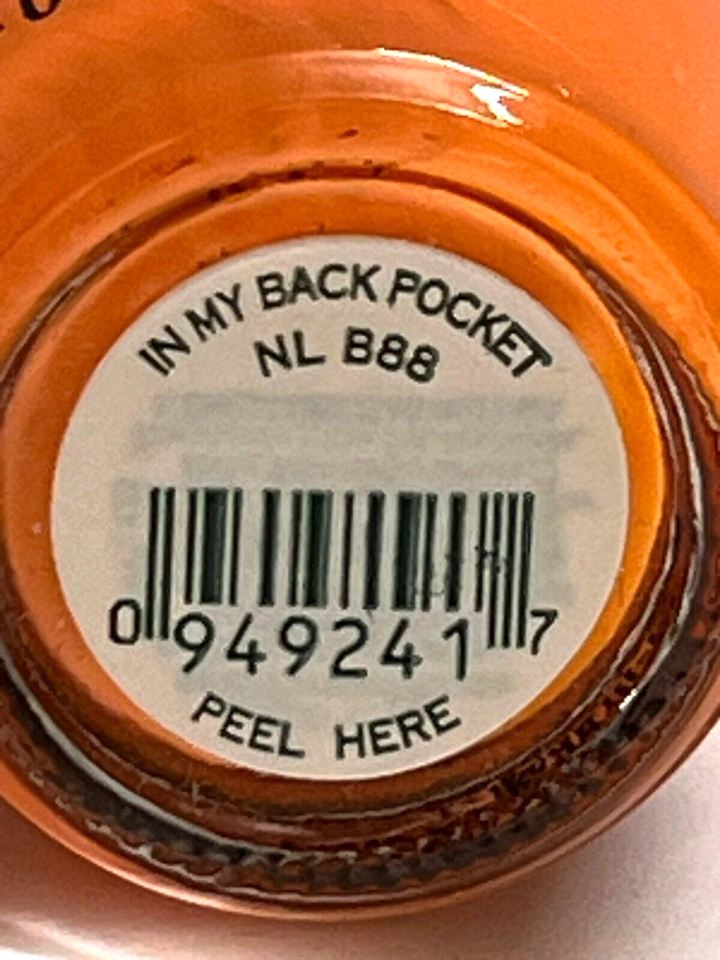 IN MY BACK POCKET
NL B88
0 949241 7
PEEL HERE